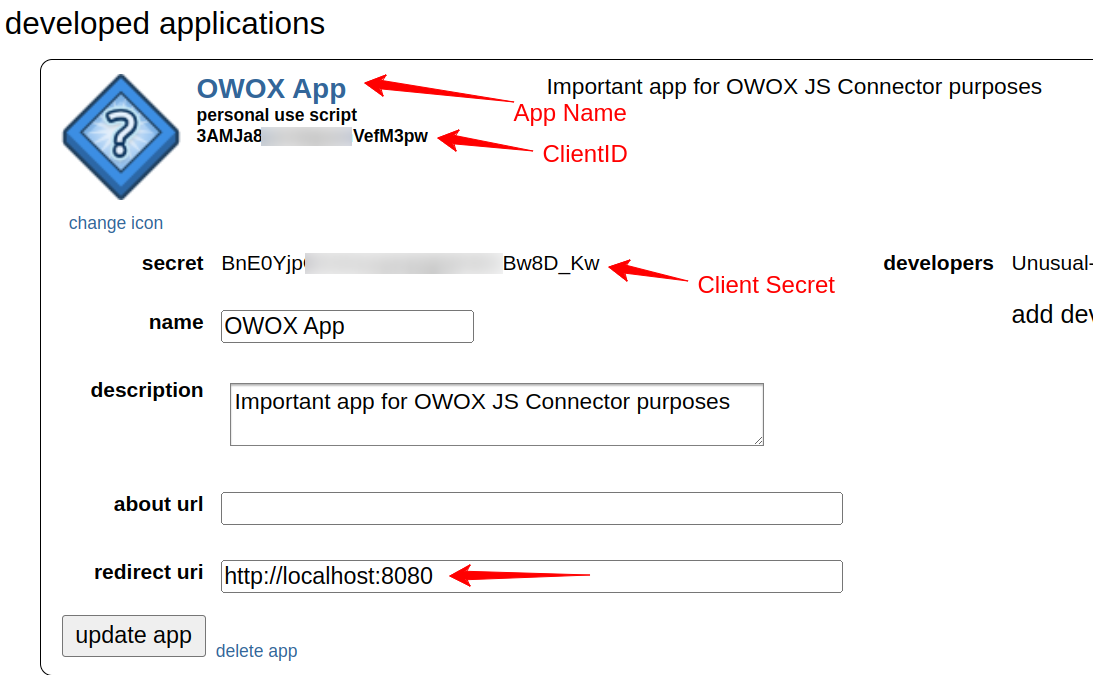 developed applications
OWOX App
Important app for OWOX JS Connector purposes
App Name
personal use script
3AMJa8 VefM3pw
ClientID
change icon
secret BnE0Yjp Bw8D_Kw
Client Secret
developers Unusual-
add dev
name OWOX App
description Important app for OWOX JS Connector purposes
about url
redirect uri http://localhost:8080
update app delete app